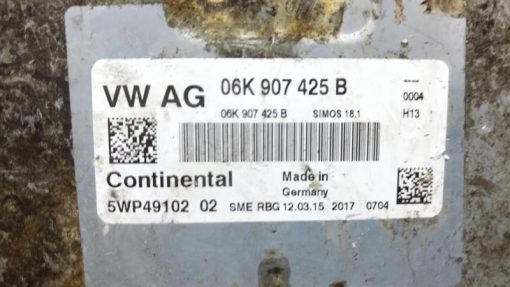 VW AG 06K 907 425 B ---
0004
06K 907 425 B SIMOS 18.1 H13
Continental Made in
Germany
5WP49102 02 SME RBG 12.03.15 2017 0704